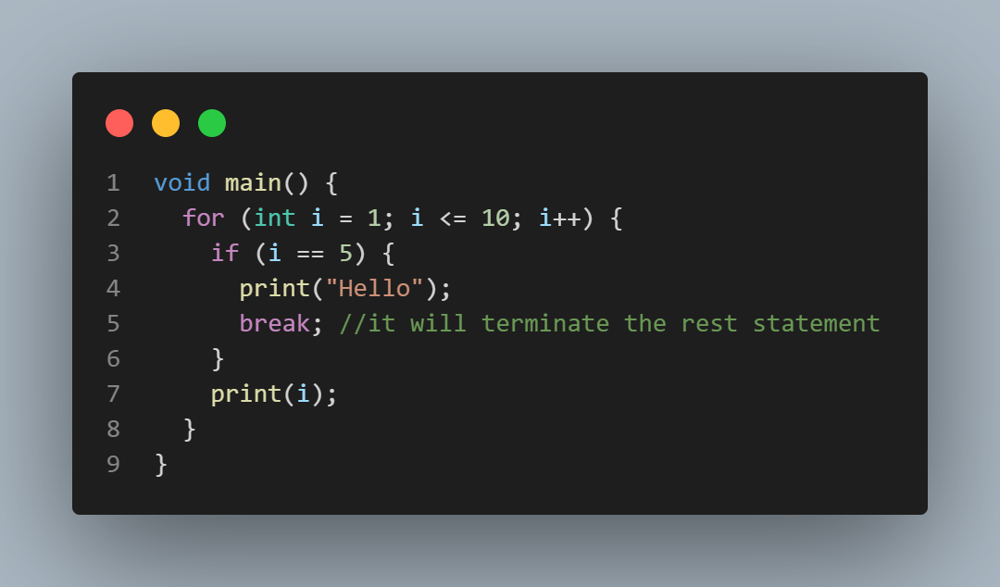 1 void main() {
2   for (int i = 1; i <= 10; i++) {
3     if (i == 5) {
4       print("Hello");
5       break; //it will terminate the rest statement
6     }
7     print(i);
8   }
9 }